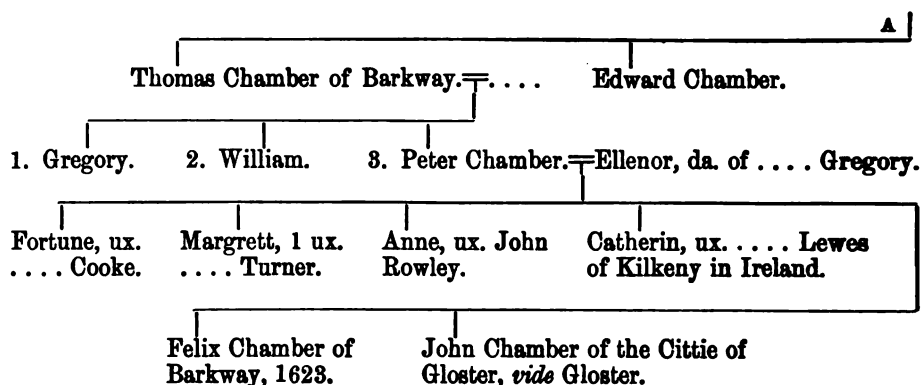 A
Thomas Chamber of Barkway.=.... Edward Chamber.
1. Gregory. 2. William. 3. Peter Chamber.=Ellenor, da. of .... Gregory.
Fortune, ux. Margrett, 1 ux. Anne, ux. John Catherin, ux. ..... Lewes
.... Cooke. .... Turner. Rowley. of Kilkeny in Ireland.
Felix Chamber of John Chamber of the Cittie of
Barkway, 1623. Gloster, vide Gloster.